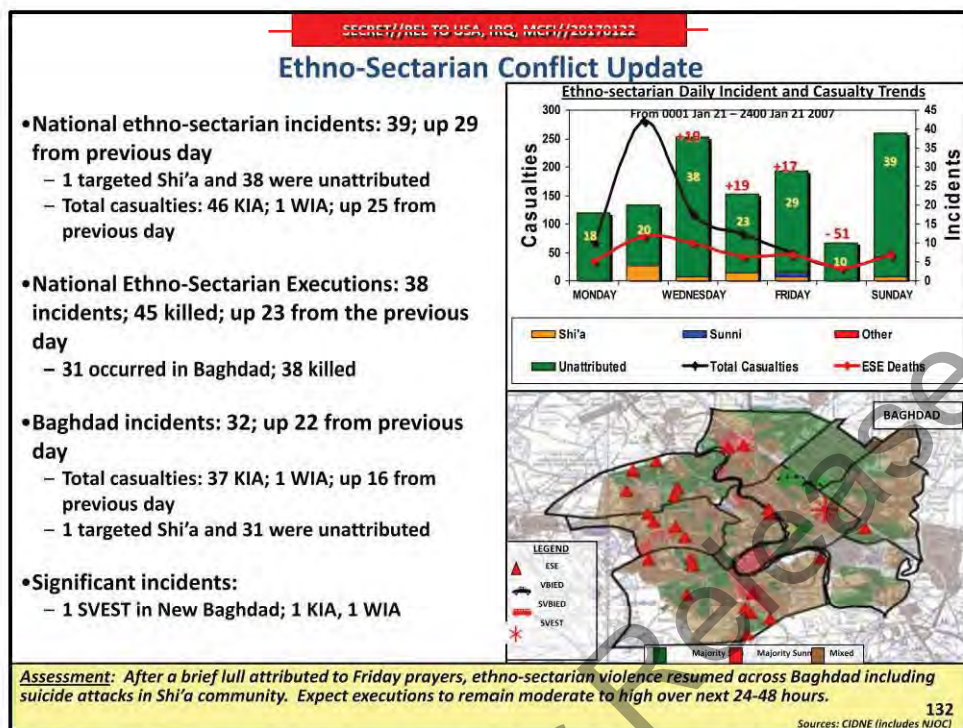 SECRET//REL TO USA, IRQ, MCFI//20170122
Ethno-Sectarian Conflict Update
•National ethno-sectarian incidents: 39; up 29
from previous day
– 1 targeted Shi’a and 38 were unattributed
– Total casualties: 46 KIA; 1 WIA; up 25 from
previous day
•National Ethno-Sectarian Executions: 38
incidents; 45 killed; up 23 from the previous
day
– 31 occurred in Baghdad; 38 killed
•Baghdad incidents: 32; up 22 from previous
day
– Total casualties: 37 KIA; 1 WIA; up 16 from
previous day
– 1 targeted Shi’a and 31 were unattributed
•Significant incidents:
– 1 SVEST in New Baghdad; 1 KIA, 1 WIA
Ethno-sectarian Daily Incident and Casualty Trends
From 0001 Jan 21 – 2400 Jan 21 2007
Casualties
300
250
200
150
100
50
0
Incidents
45
40
35
30
25
20
15
10
5
0
18
20
38
+19
23
+17
29
- 51
10
39
MONDAY WEDNESDAY FRIDAY SUNDAY
Shi'a Sunni Other
Unattributed Total Casualties ESE Deaths
BAGHDAD
LEGEND
ESE
VBIED
SVBIED
SVEST
Majority Majority Sunni Mixed
Release
Assessment: After a brief lull attributed to Friday prayers, ethno-sectarian violence resumed across Baghdad including
suicide attacks in Shi’a community. Expect executions to remain moderate to high over next 24-48 hours.
132
Sources: CIDNE (includes NJOC)